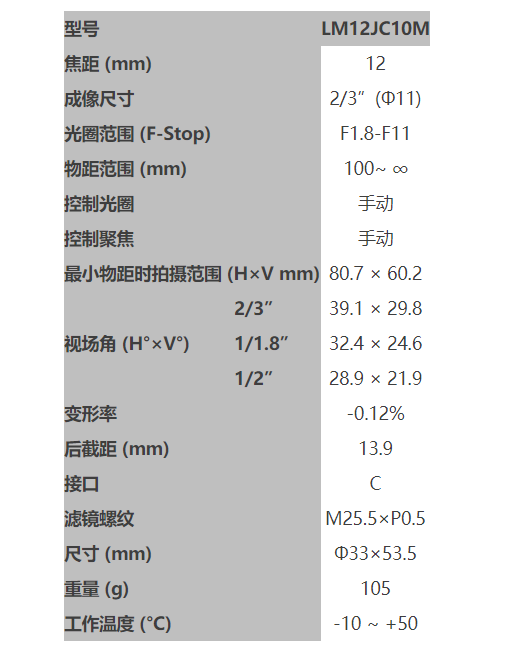 型号 LM12JC10M
焦距 (mm) 12
成像尺寸 2/3” (Φ11)
光圈范围 (F-Stop) F1.8-F11
物距范围 (mm) 100~ ∞
控制光圈 手动
控制聚焦 手动
最小物距时拍摄范围 (H×V mm) 80.7 × 60.2
2/3” 39.1 × 29.8
视场角 (H°×V°) 1/1.8” 32.4 × 24.6
1/2” 28.9 × 21.9
变形率 -0.12%
后截距 (mm) 13.9
接口 C
滤镜螺纹 M25.5×P0.5
尺寸 (mm) Φ33×53.5
重量 (g) 105
工作温度 (°C) -10 ~ +50